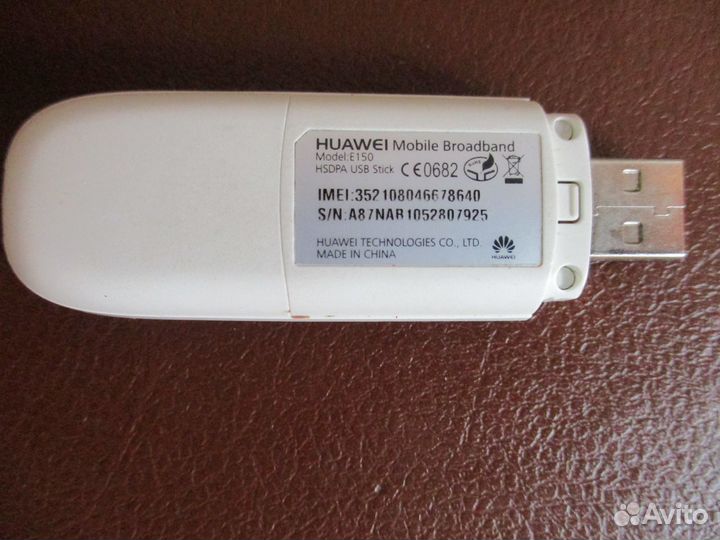 HUAWEI Mobile Broadband
Model:E150
HSDPA USB Stick CE0682
IMEI:352108046678640
S/N:A87NAB1052807925
HUAWEI TECHNOLOGIES CO., LTD.
MADE IN CHINA
HUAWEI
Avito